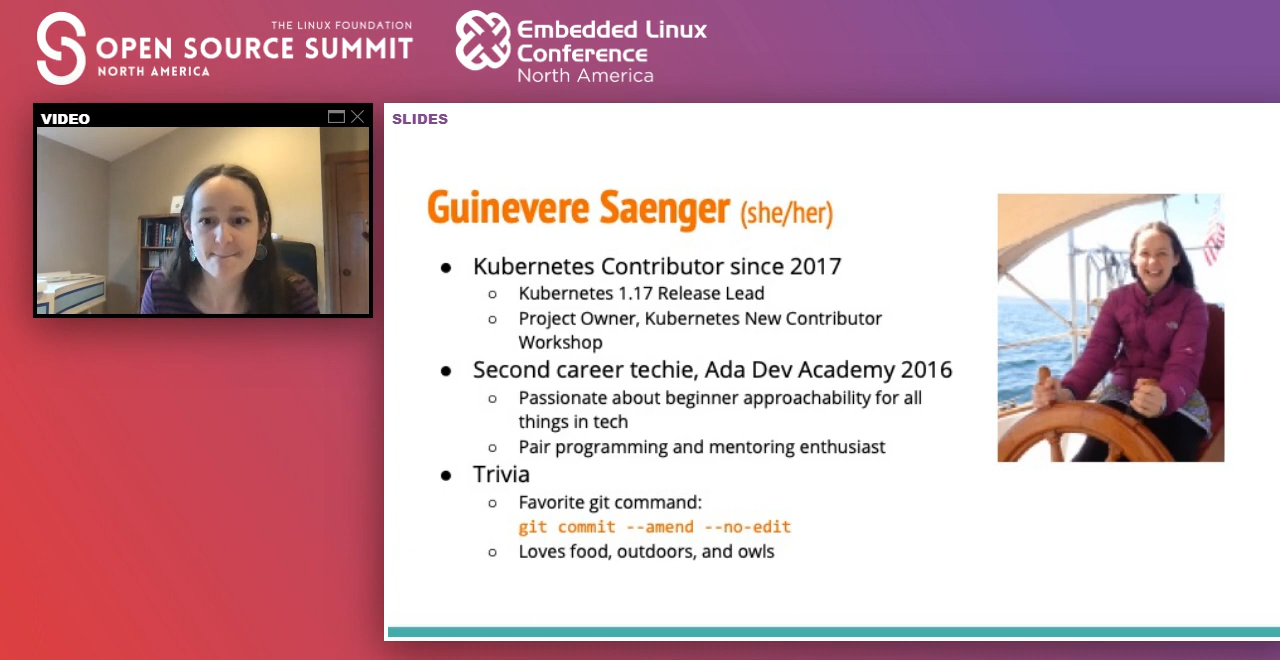 THE LINUX FOUNDATION
OPEN SOURCE SUMMIT
NORTH AMERICA
Embedded Linux
Conference
North America
VIDEO
SLIDES
Guinevere Saenger (she/her)
● Kubernetes Contributor since 2017
○ Kubernetes 1.17 Release Lead
○ Project Owner, Kubernetes New Contributor
Workshop
● Second career techie, Ada Dev Academy 2016
○ Passionate about beginner approachability for all
things in tech
○ Pair programming and mentoring enthusiast
● Trivia
○ Favorite git command:
git commit --amend --no-edit
○ Loves food, outdoors, and owls